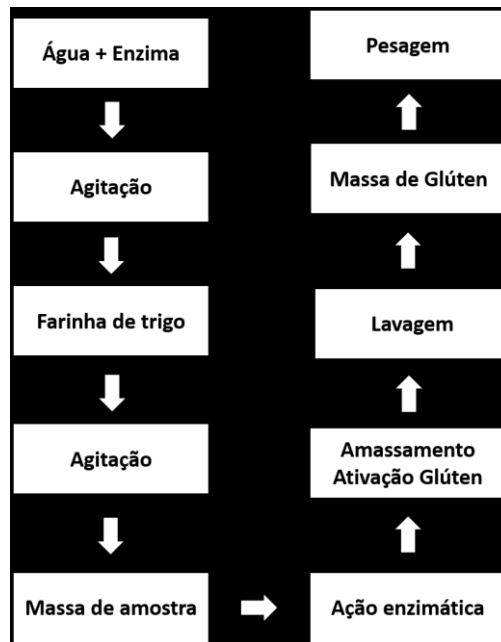 Água + Enzima
Agitação
Farinha de trigo
Agitação
Massa de amostra
Ação enzimática
Amassamento
Ativação Glúten
Lavagem
Massa de Glúten
Pesagem